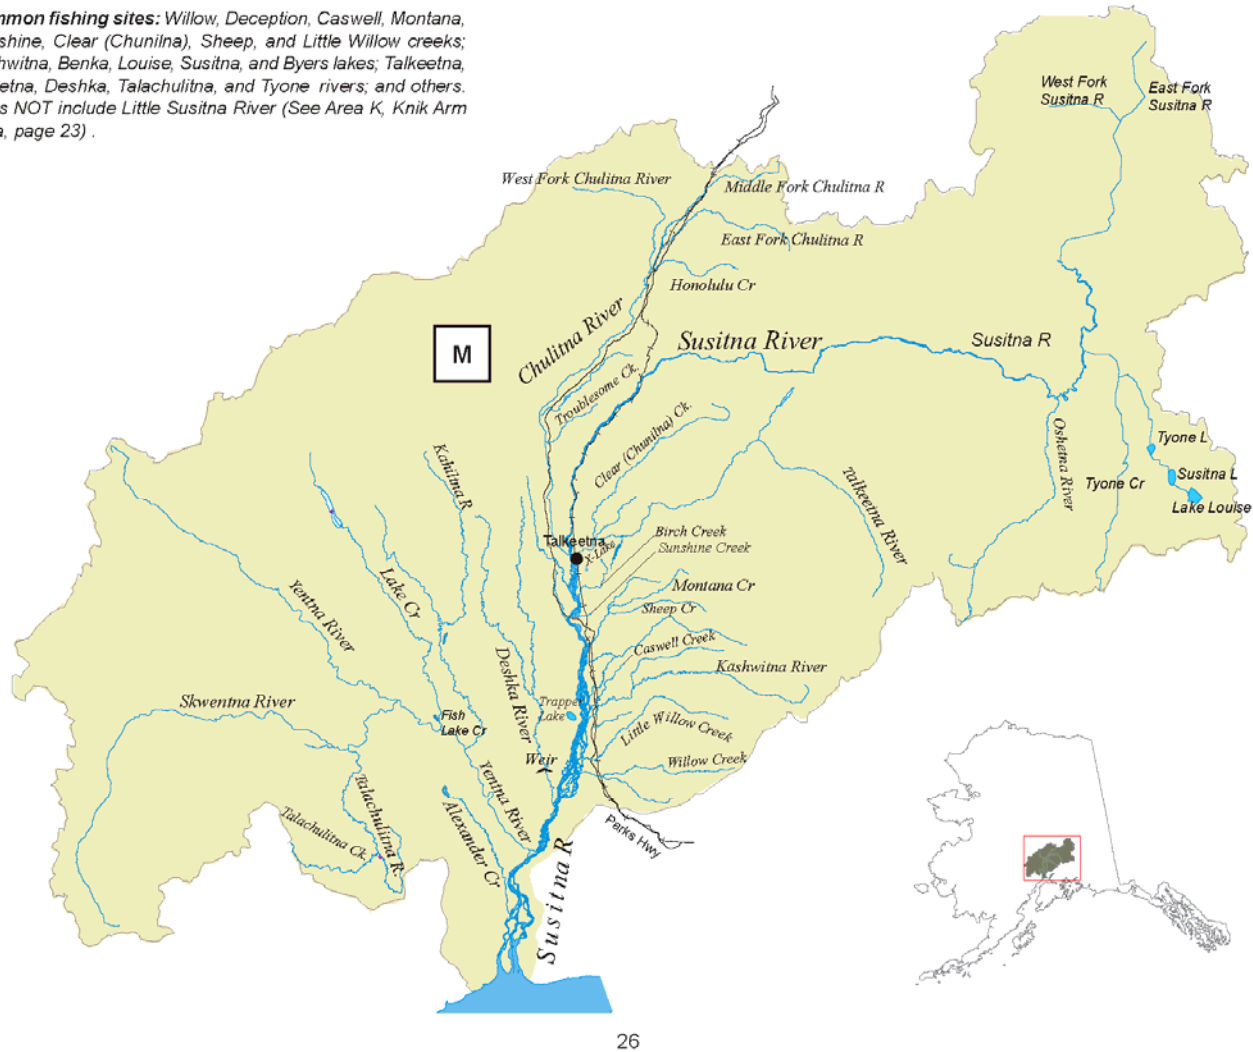 mmon fishing sites: Willow, Deception, Caswell, Montana,
shine, Clear (Chunilna), Sheep, and Little Willow creeks;
hwitna, Benka, Louise, Susitna, and Byers lakes; Talkeetna,
etna, Deshka, Talachulitna, and Tyone rivers; and others.
s NOT include Little Susitna River (See Area K, Knik Arm
a, page 23) .
West Fork
Susitna R
East Fork
Susitna R
West Fork Chulitna River
Middle Fork Chulitna R
East Fork Chulitna R
Honolulu Cr
Chulitna River
M
Susitna River
Susitna R
Troublesome Ck.
Clear (Chunilna) Ck.
Kahiltna R
Oshetna River
Tyone L
Susitna L
Tyone Cr
Lake Louise
Talkeetna River
Talkeetna
X-Lake
Birch Creek
Sunshine Creek
Montana Cr
Sheep Cr
Caswell Creek
Kashwitna River
Yentna River
Lake Cr
Deshka River
Skwentna River
Fish
Lake Cr
Trapper
Lake
Little Willow Creek
Weir
Willow Creek
Yentna River
Talachulitna R.
Talachulitna Ck.
Alexander Cr
Parks Hwy
Susitna R
26